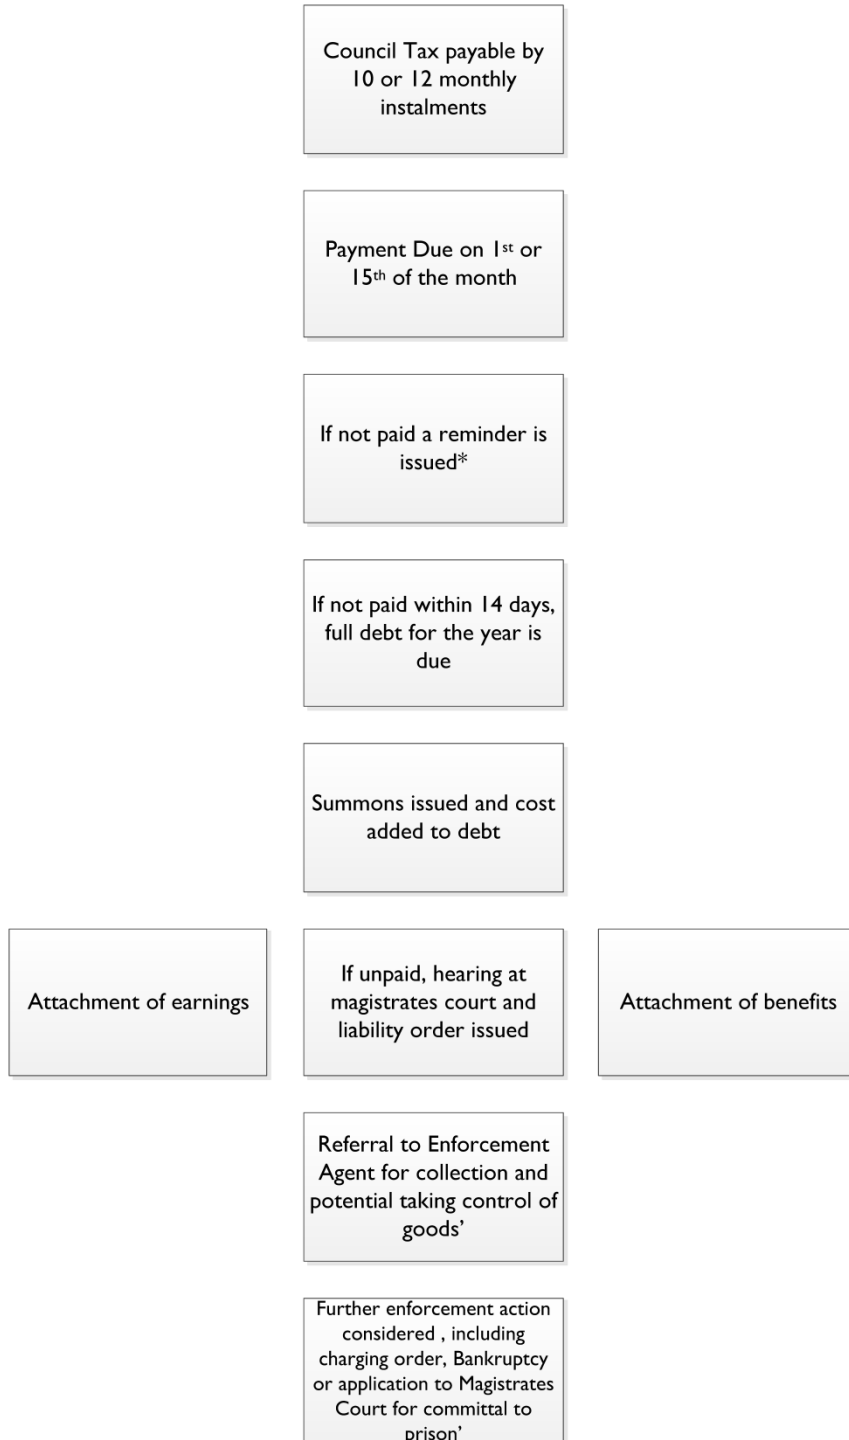 Council Tax payable by
10 or 12 monthly
instalments
Payment Due on 1st or
15th of the month
If not paid a reminder is
issued*
If not paid within 14 days,
full debt for the year is
due
Summons issued and cost
added to debt
Attachment of earnings
If unpaid, hearing at
magistrates court and
liability order issued
Attachment of benefits
Referral to Enforcement
Agent for collection and
potential taking control of
goods’
Further enforcement action
considered , including
charging order, Bankruptcy
or application to Magistrates
Court for committal to
prison’